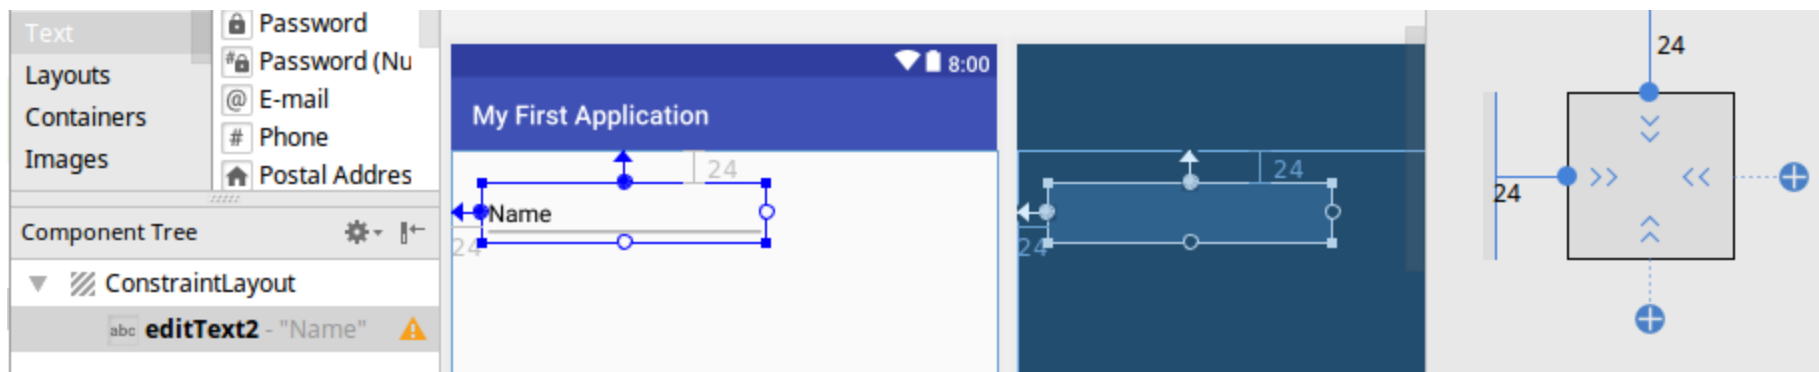 Text
Layouts
Containers
Images
Password
#
Password (Nu
@
E-mail
#
Phone
Postal Addres
Component Tree
ConstraintLayout
abc
editText2 - "Name"
8:00
My First Application
24
Name
24
24
24
24
24